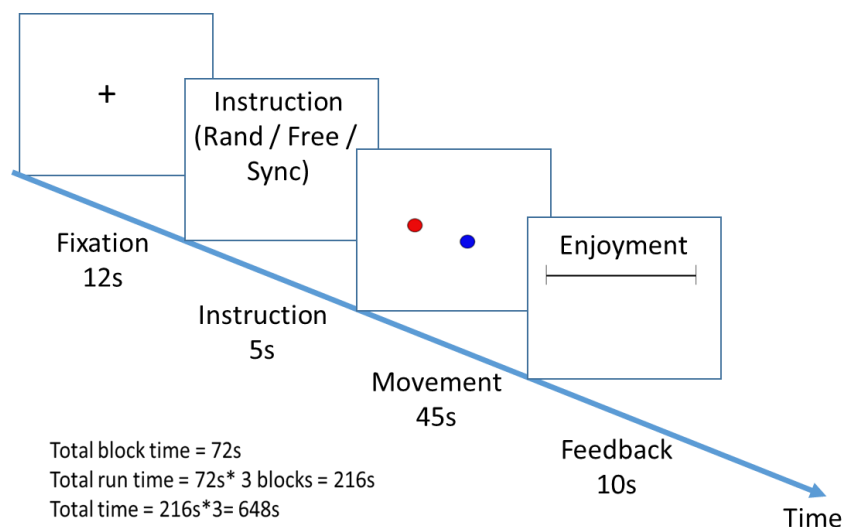 +
Instruction
(Rand / Free /
Sync)
Enjoyment
Fixation
12s
Instruction
5s
Movement
45s
Feedback
10s
Total block time = 72s
Total run time = 72s* 3 blocks = 216s
Total time = 216s*3= 648s
Time